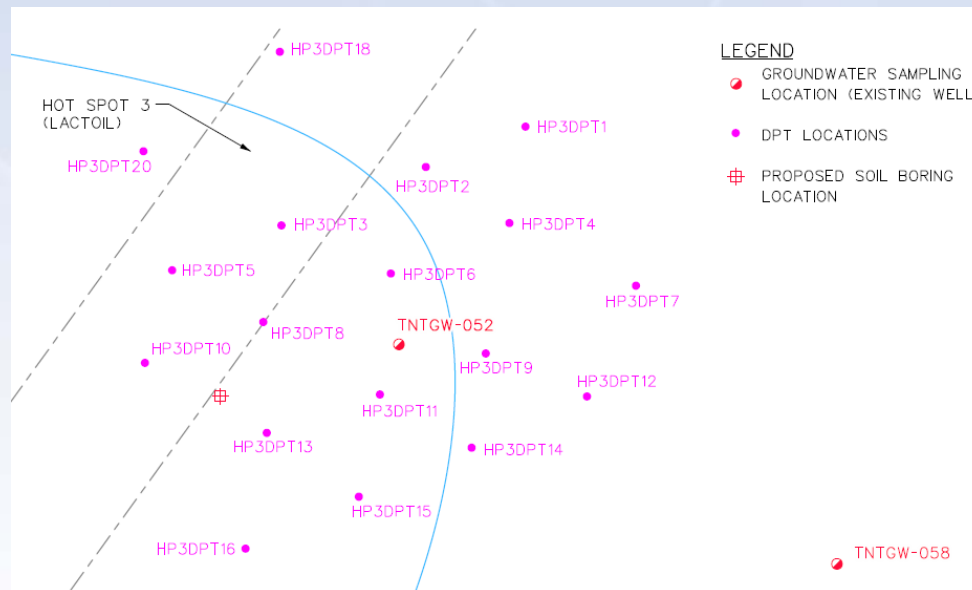 HP3DPT18
LEGEND
GROUNDWATER SAMPLING
LOCATION (EXISTING WELL
HOT SPOT 3
(LACTOIL)
HP3DPT1
DPT LOCATIONS
HP3DPT20
HP3DPT2
PROPOSED SOIL BORING
LOCATION
HP3DPT3
HP3DPT4
HP3DPT5
HP3DPT6
HP3DPT7
TNTGW-052
HP3DPT8
HP3DPT10
HP3DPT9
HP3DPT12
HP3DPT11
HP3DPT13
HP3DPT14
HP3DPT15
HP3DPT16
TNTGW-058